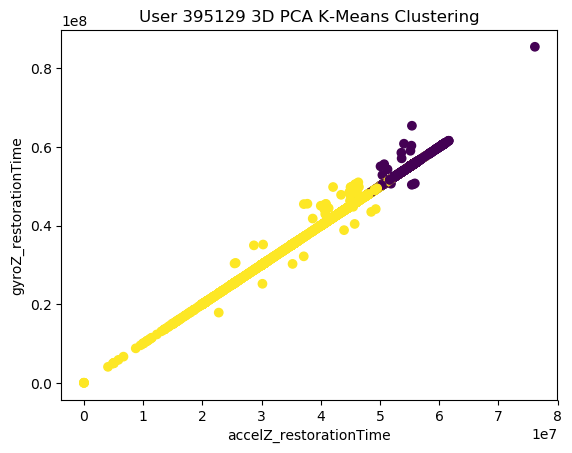 User 395129 3D PCA K-Means Clustering
1e8
0.8
0.6
0.4
0.2
0.0
gyroZ_restorationTime
0 1 2 3 4 5 6 7 8
1e7
accelZ_restorationTime